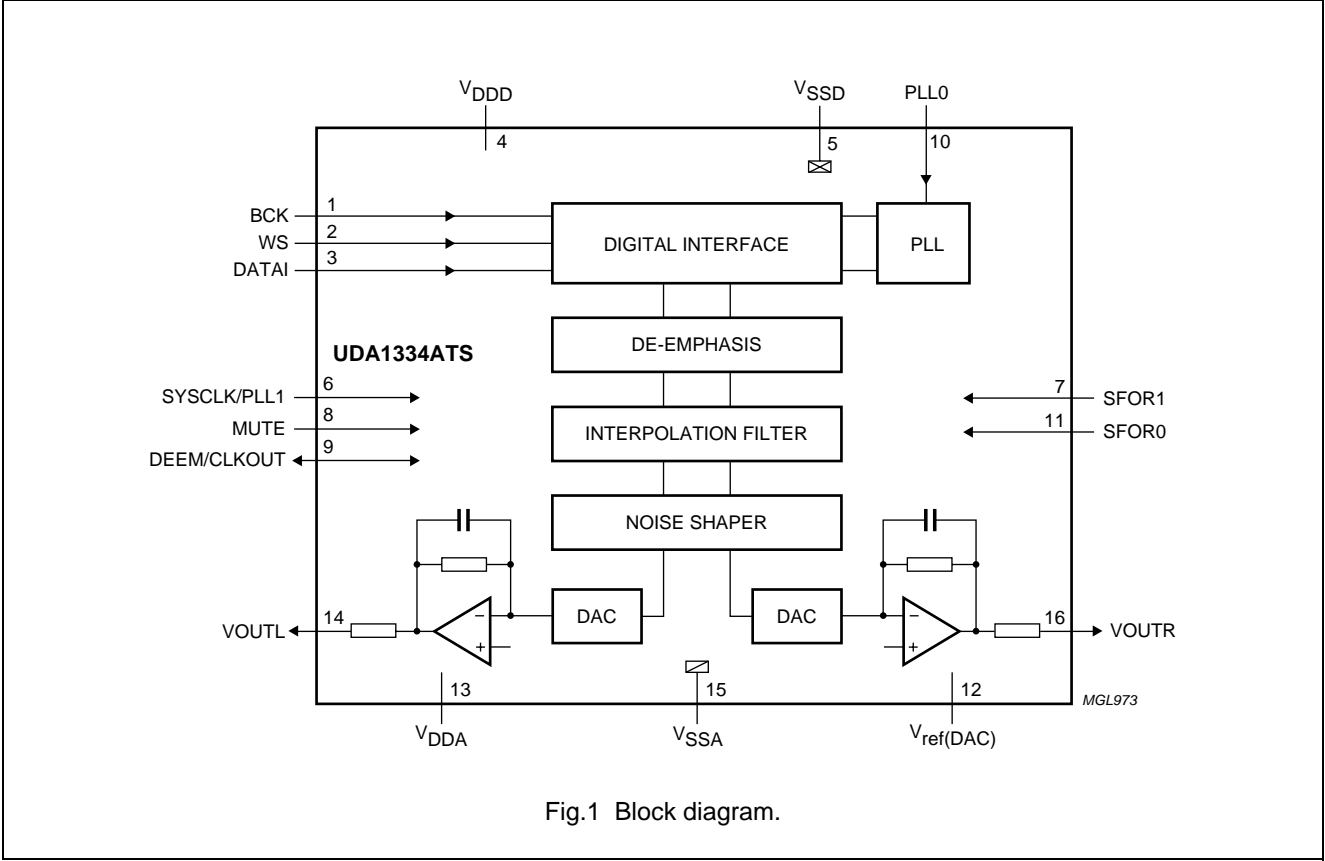 VDDD
VSSD
PLL0
4
5
10
BCK
1
WS
2
DATAI
3
DIGITAL INTERFACE
PLL
DE-EMPHASIS
UDA1334ATS
SYSCLK/PLL1
6
7
SFOR1
MUTE
8
INTERPOLATION FILTER
11
SFOR0
DEEM/CLKOUT
9
NOISE SHAPER
VOUTL
14
−
+
DAC
DAC
−
+
16
VOUTR
13
15
12
MGL973
VDDA
VSSA
Vref(DAC)
Fig.1 Block diagram.